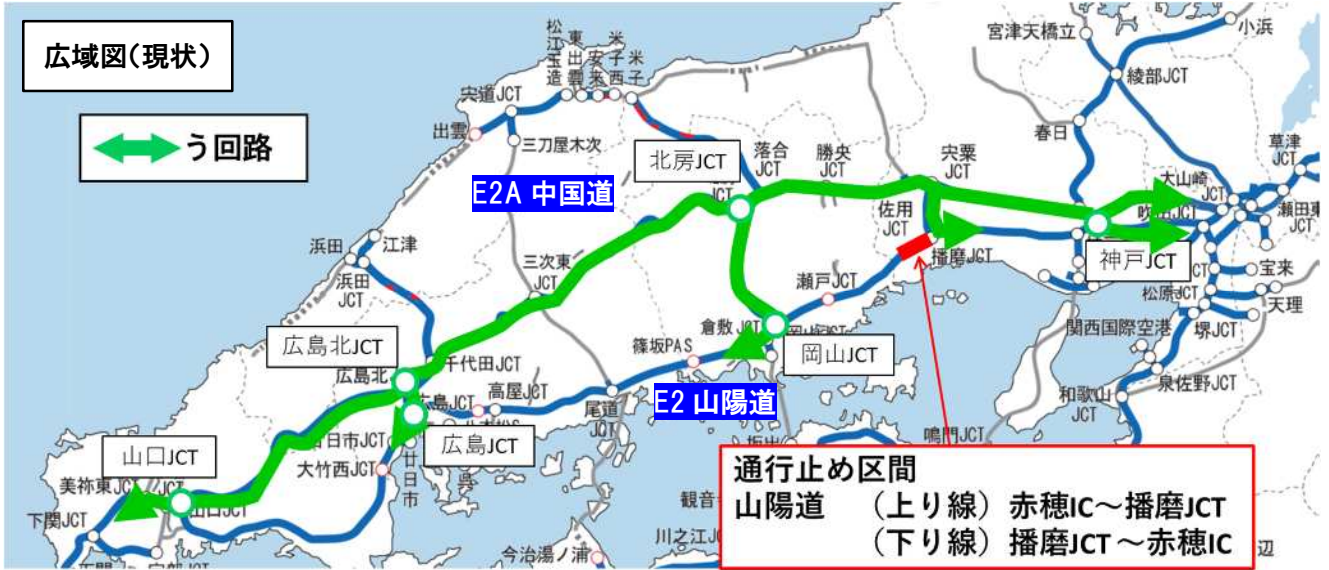 広域図(現状)
う回路
松江玉造
東出雲
安来
米子西
米子
宍道JCT
出雲
三刀屋木次
北房JCT
落合JCT
勝央JCT
宍粟JCT
宮津天橋立
小浜
綾部JCT
春日
草津JCT
大山崎JCT
吹田JCT
瀬田東JCT
E2A 中国道
佐用JCT
播磨JCT
神戸JCT
宝来
松原JCT
天理
堺JCT
関西国際空港
泉佐野JCT
和歌山JCT
鳴門JCT
浜田
江津
浜田JCT
三次東JCT
瀬戸JCT
倉敷JCT
岡山JCT
篠坂PAS
広島北JCT
広島北
千代田JCT
広島JCT
高屋JCT
尾道JCT
E2 山陽道
坂出
廿日市JCT
廿日市
広島JCT
大竹西JCT
山口JCT
美祢東JCT
山口JCT
下関JCT
今治湯ノ浦
川之江JC
観音
通行止め区間
山陽道 (上り線) 赤穂IC～播磨JCT
(下り線) 播磨JCT～赤穂IC